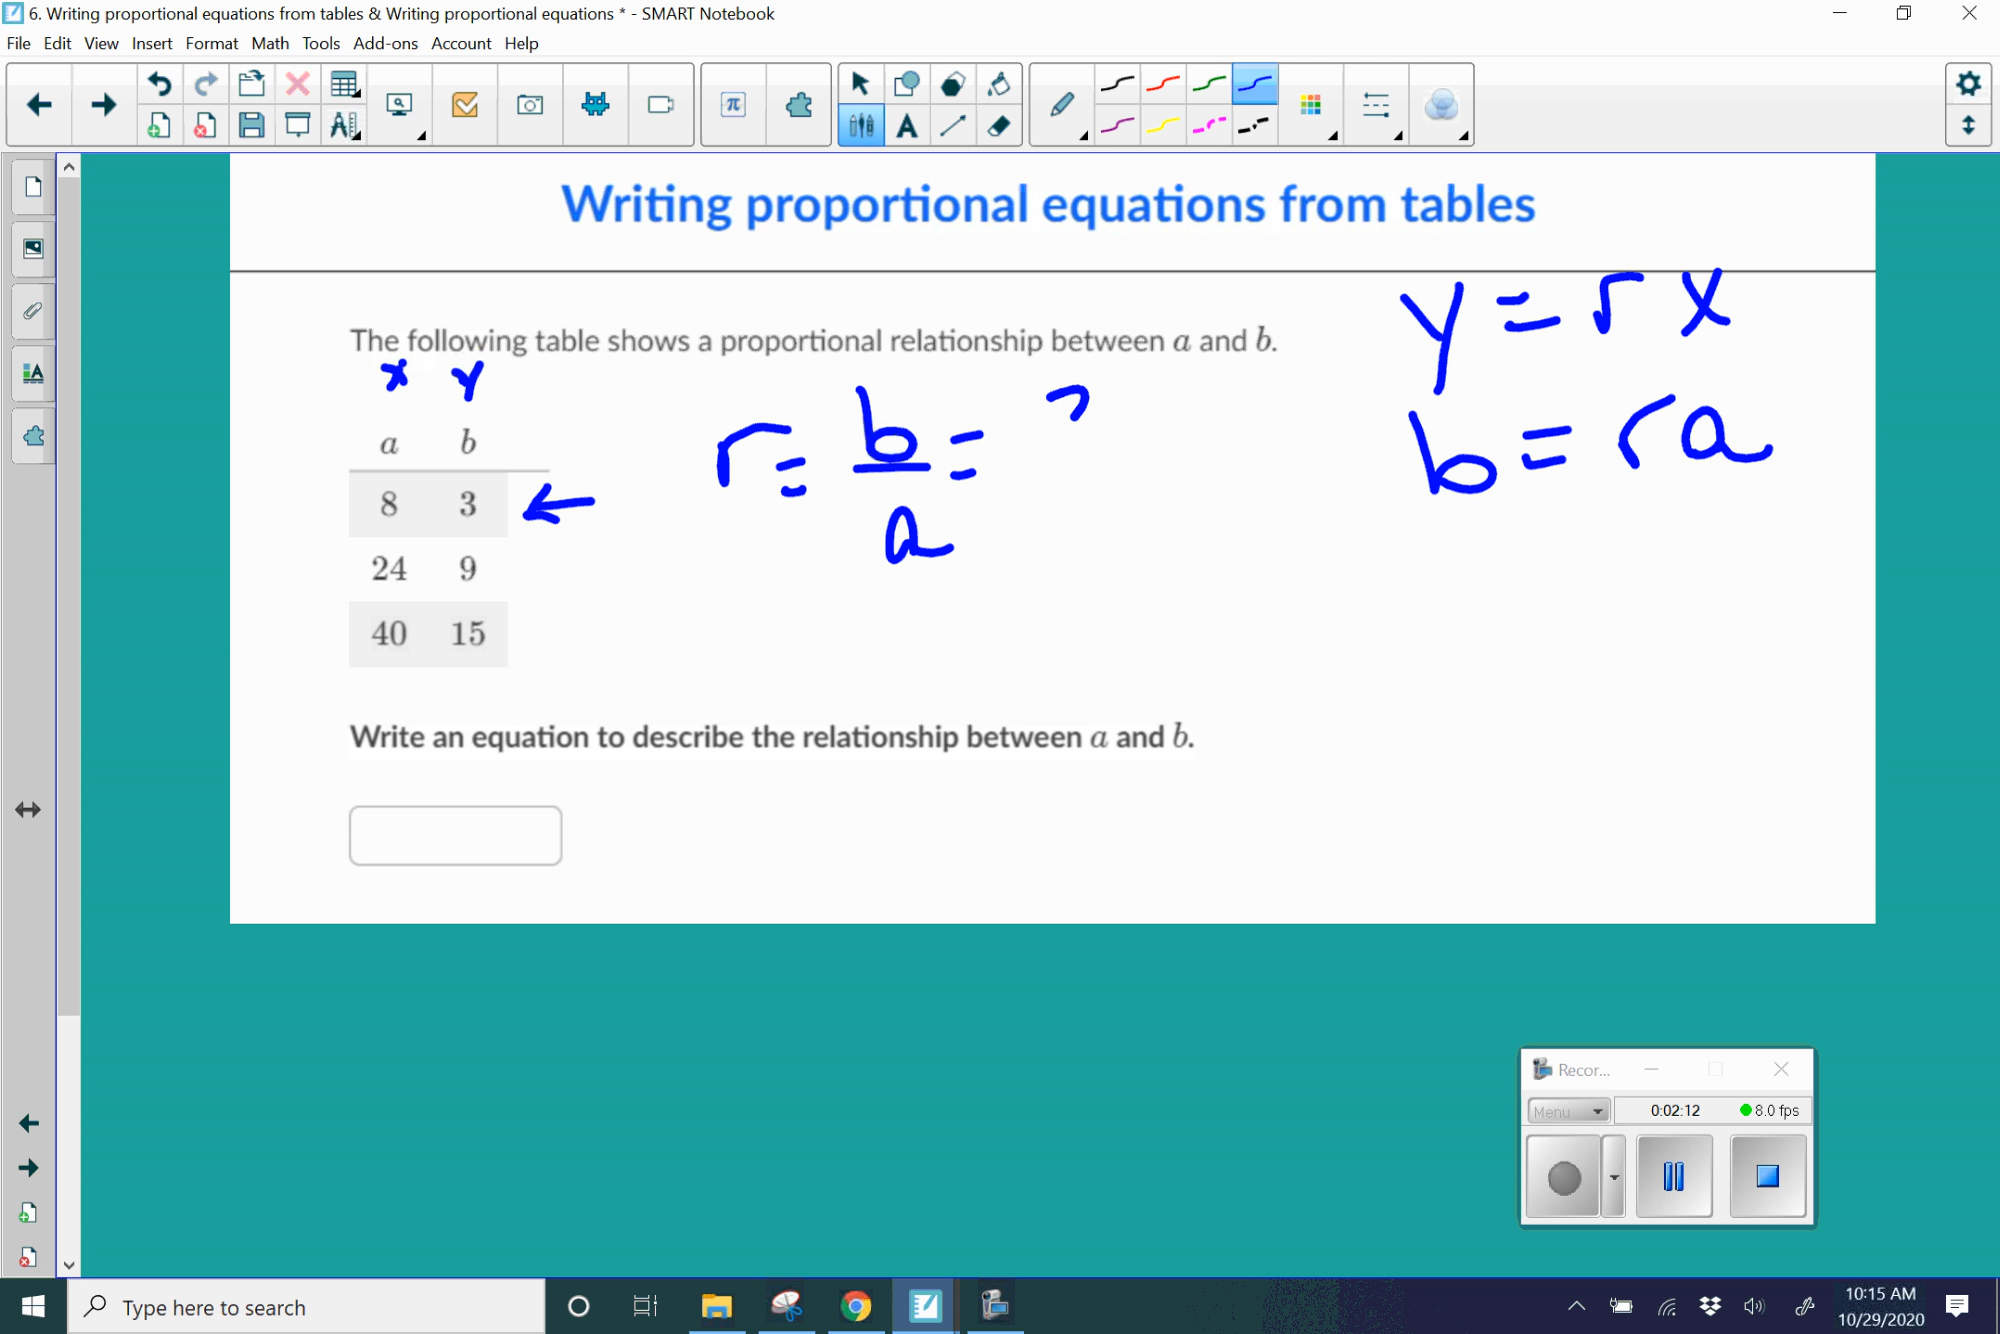 6. Writing proportional equations from tables & Writing proportional equations * - SMART Notebook
File Edit View Insert Format Math Tools Add-ons Account Help
Writing proportional equations from tables
y = r x
The following table shows a proportional relationship between a and b.
x y
r = b/a =
b = ra
a b
8 3
24 9
40 15
Write an equation to describe the relationship between a and b.
Recor...
Menu 0:02:12 8.0 fps
Type here to search
10:15 AM
10/29/2020